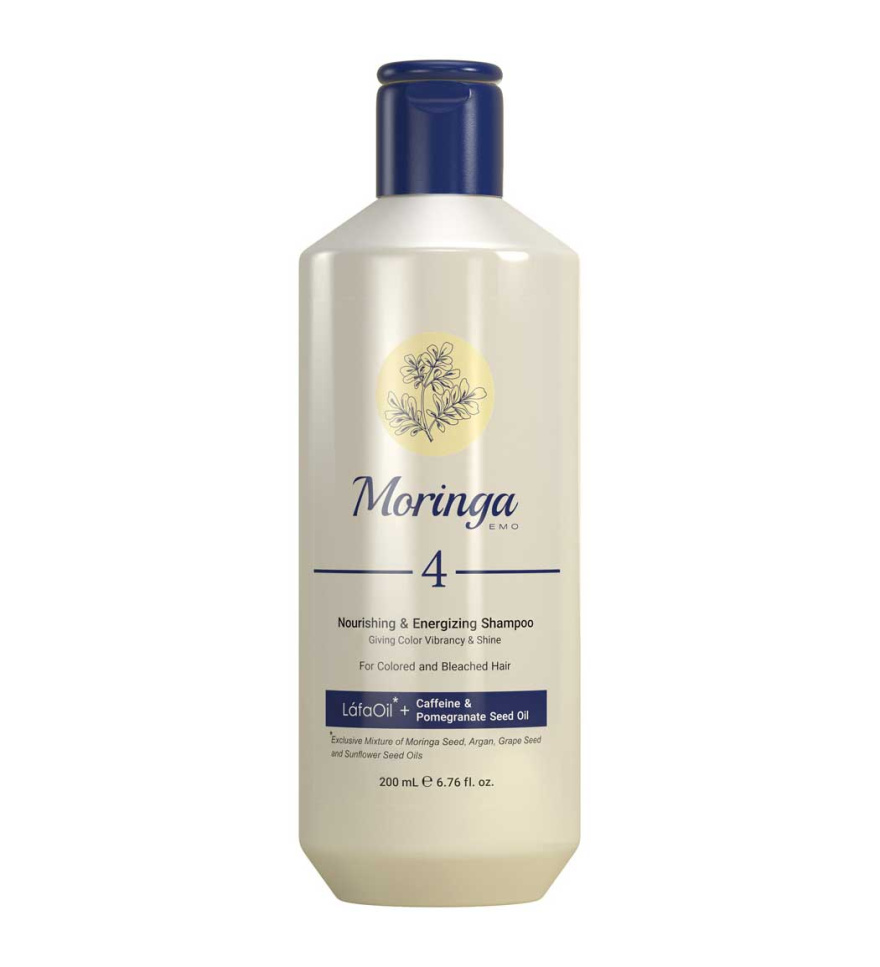 Moringa
EMO
4
Nourishing & Energizing Shampoo
Giving Color Vibrancy & Shine
For Colored and Bleached Hair
LáfaOil* + Caffeine &
Pomegranate Seed Oil
*Exclusive Mixture of Moringa Seed, Argan, Grape Seed
and Sunflower Seed Oils
200 mL ℮ 6.76 fl. oz.